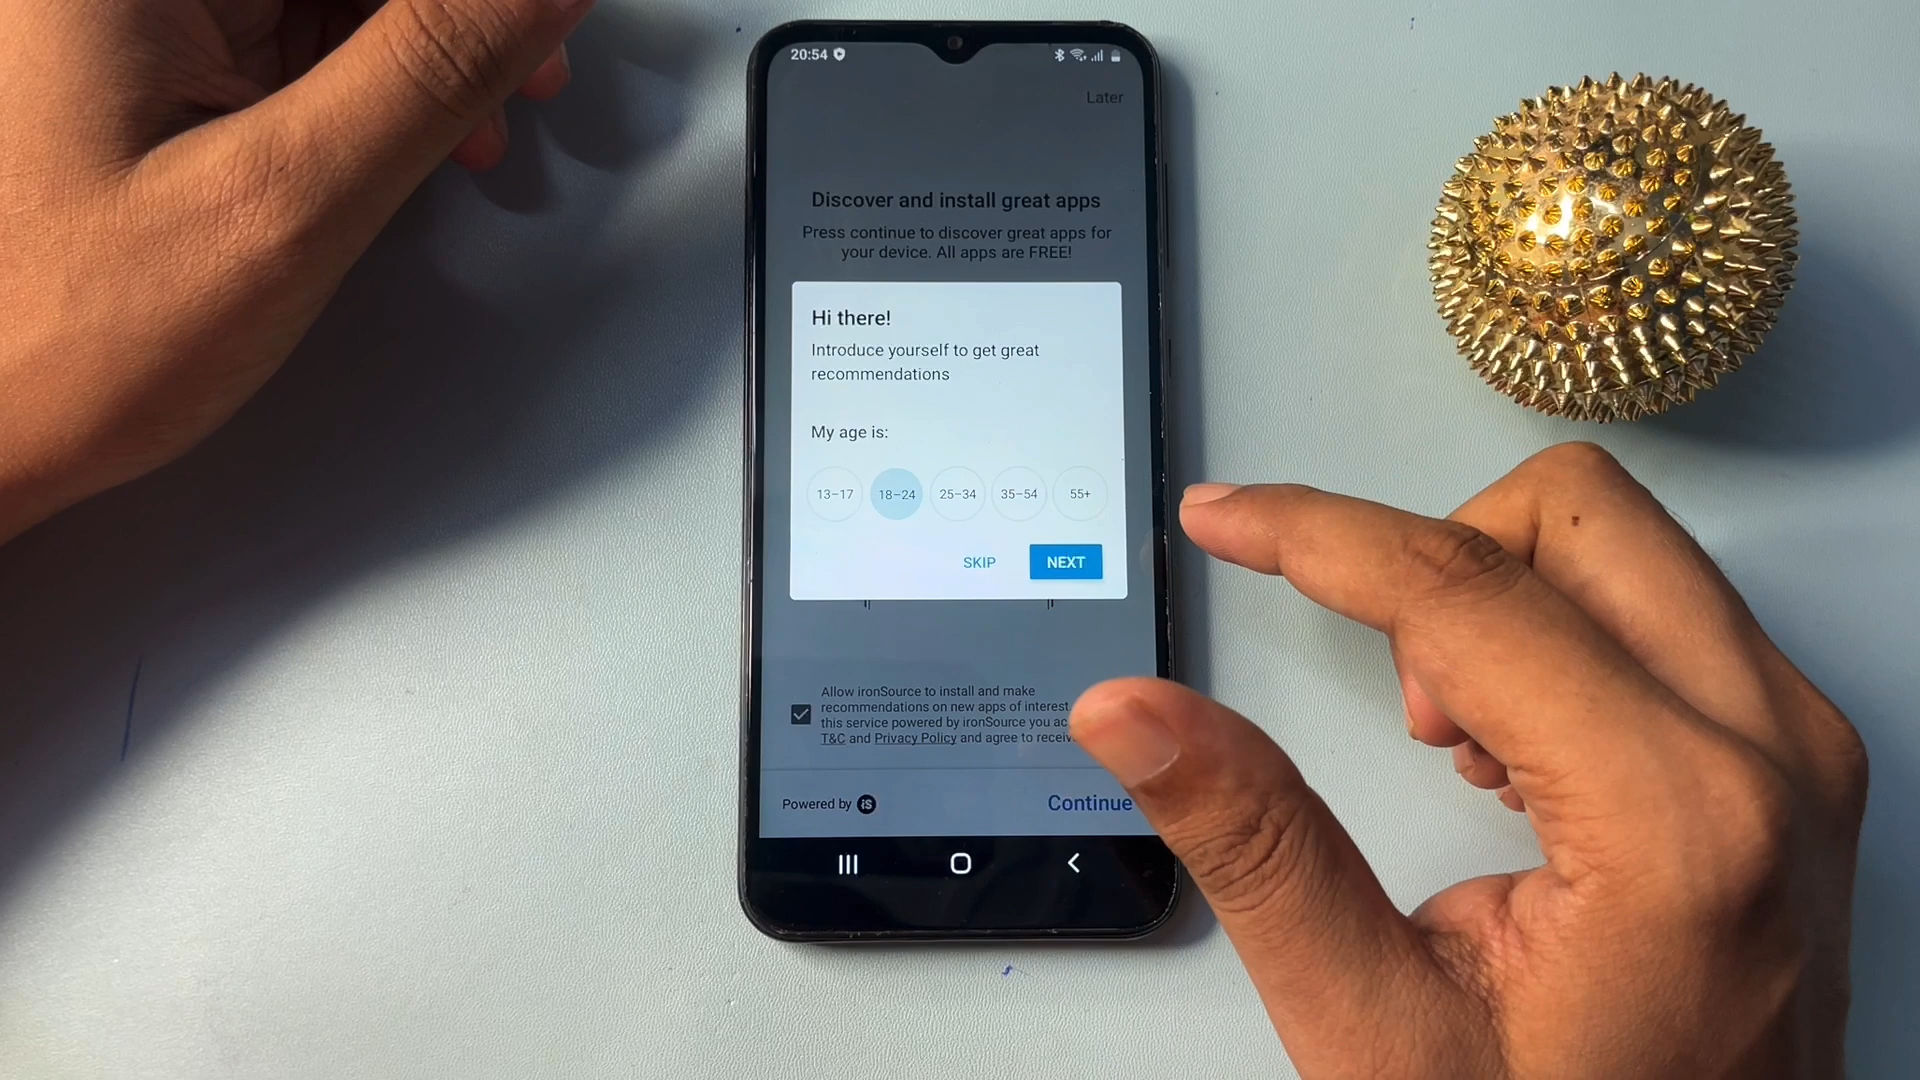 20:54
Later
Discover and install great apps
Press continue to discover great apps for
your device. All apps are FREE!
Hi there!
Introduce yourself to get great
recommendations
My age is:
13–17 18–24 25–34 35–54 55+
SKIP NEXT
Allow ironSource to install and make
recommendations on new apps of interest.
this service powered by ironSource you
T&C and Privacy Policy and agree to
Powered by iS
Continue